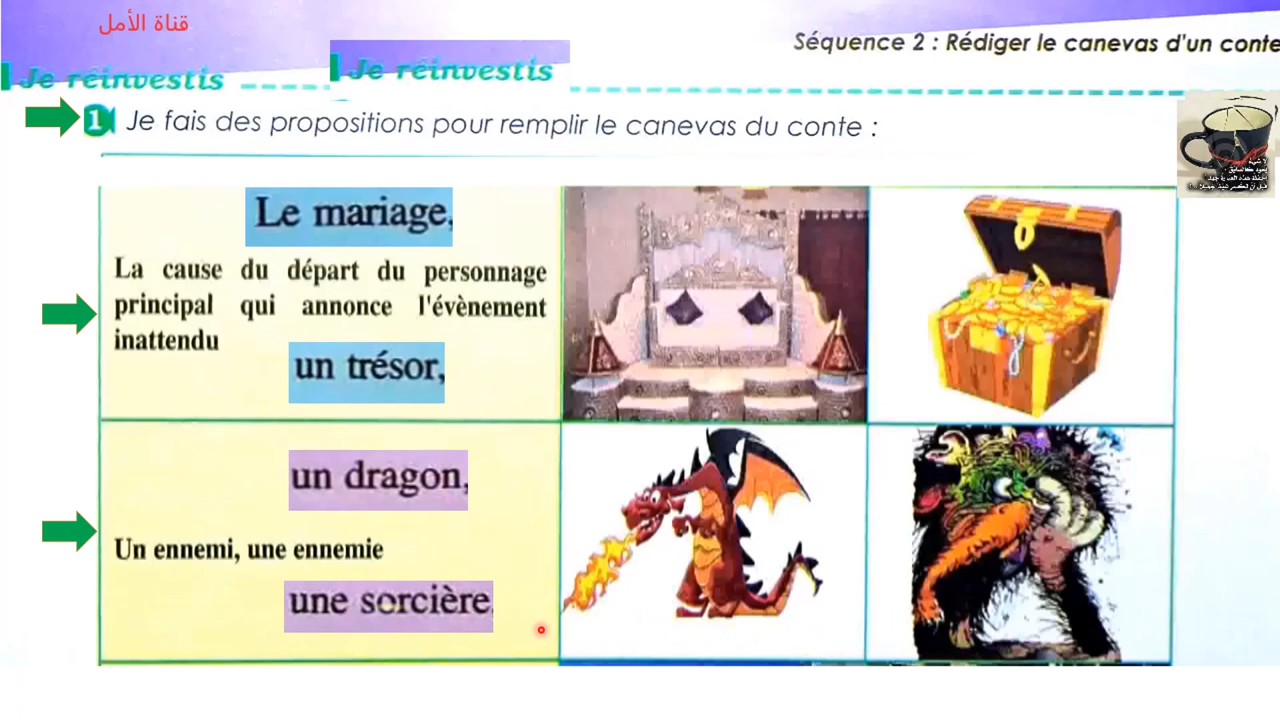 قناة الأمل
Séquence 2 : Rédiger le canevas d'un conte
Je réinvestis
Je réinvestis
1 Je fais des propositions pour remplir le canevas du conte :
Le mariage,
La cause du départ du personnage
principal qui annonce l'évènement
inattendu
un trésor,
un dragon,
Un ennemi, une ennemie
une sorcière